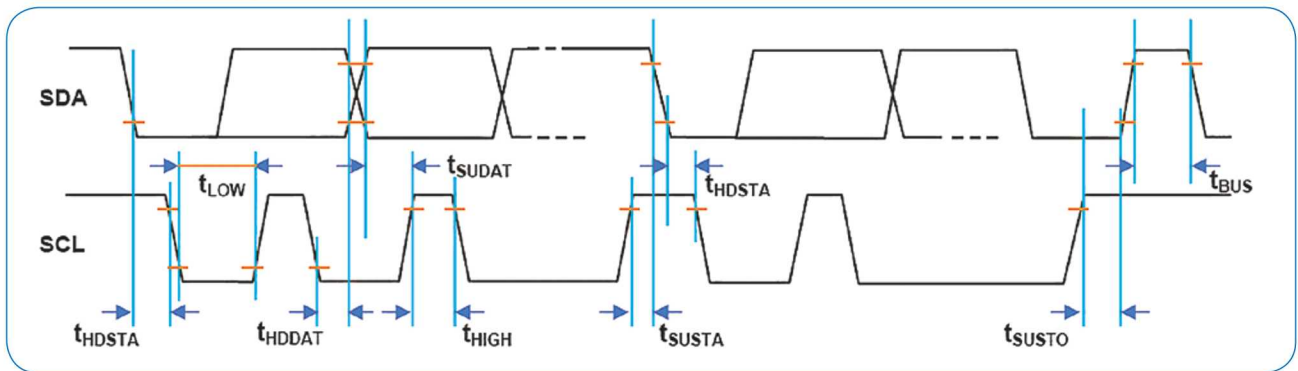 SDA
tSUDAT
tLOW
tHDSTA
tBUS
SCL
tHDSTA
tHDDAT
tHIGH
tSUSTA
tSUSTO